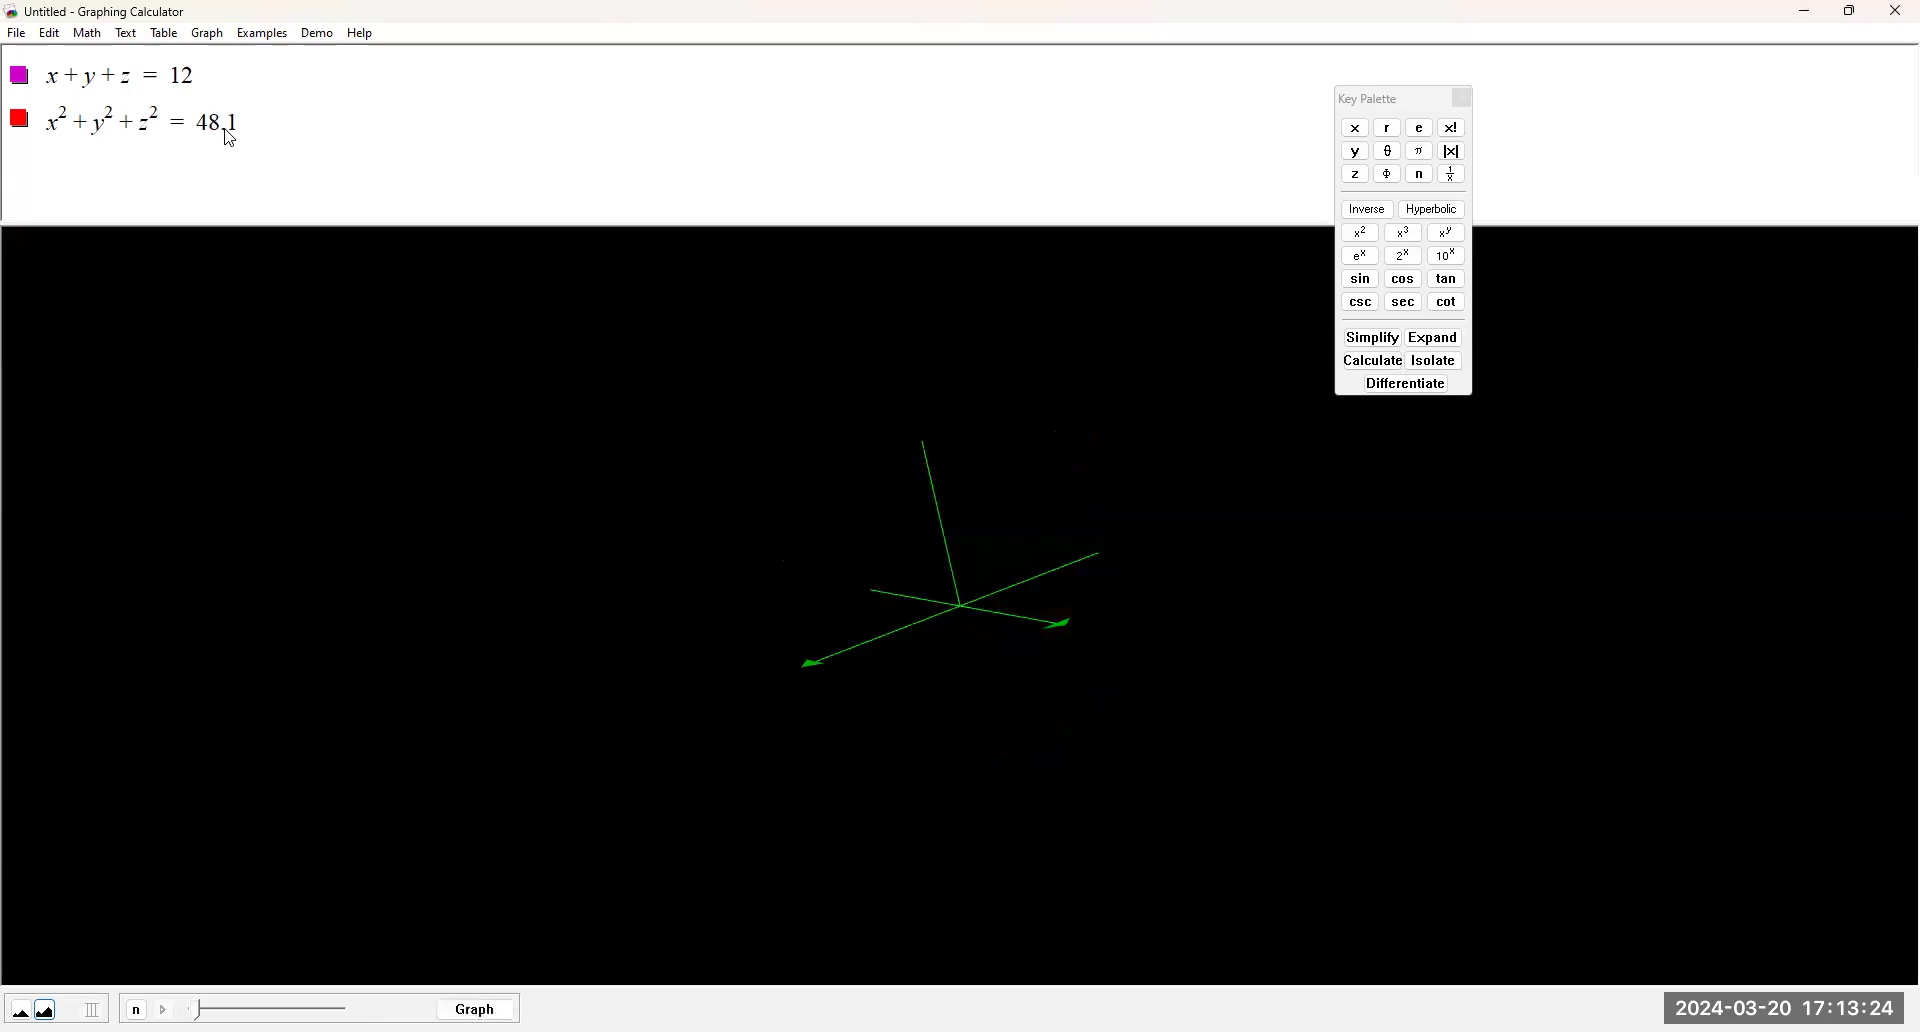 Untitled - Graphing Calculator
File Edit Math Text Table Graph Examples Demo Help
x + y + z = 12
x² + y² + z² = 48.1
Key Palette
x r e x!
y θ π |x|
z Φ n 1/x
Inverse Hyperbolic
x² x³ xʸ
eˣ 2ˣ 10ˣ
sin cos tan
csc sec cot
Simplify Expand
Calculate Isolate
Differentiate
n Graph
2024-03-20 17:13:24